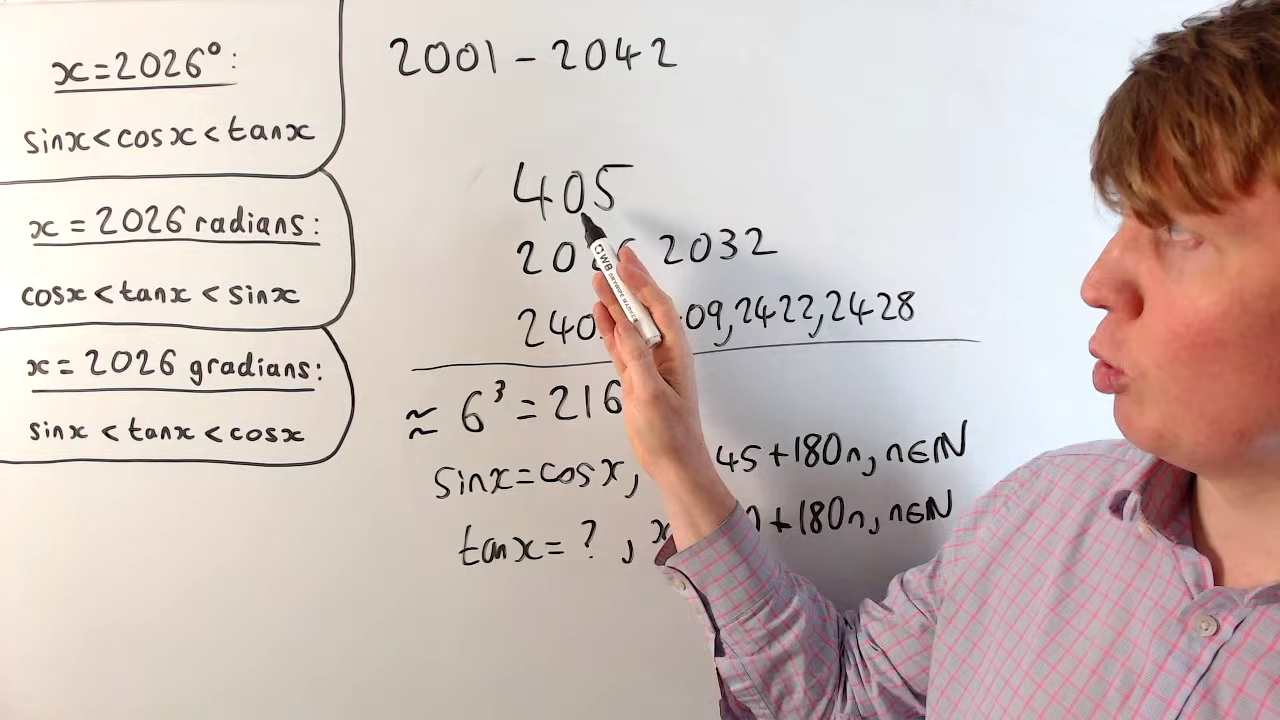 x=2026°:
sinx<cosx<tanx
x = 2026 radians:
cosx<tanx<sinx
x= 2026 gradians:
sinx <tanx<cosx
2001 - 2042
405
2032
2422,2428
≈ 6³ = 216
sinx=cosx, 45+180n, n∈ℕ
tanx= ? , +180n, n∈ℕ
WB